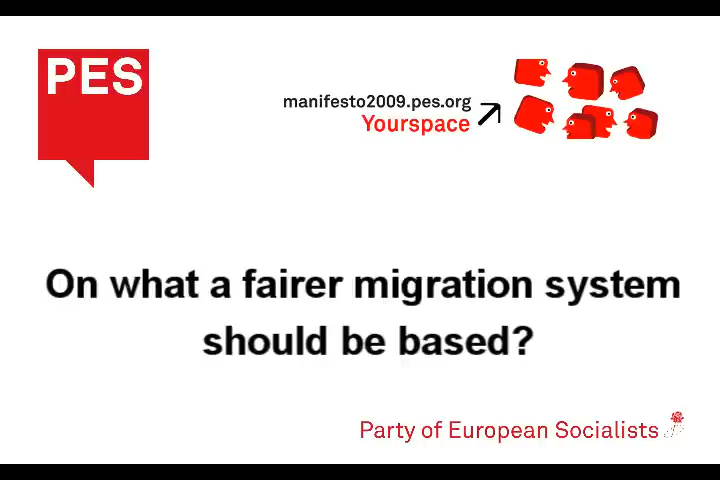 PES
manifesto2009.pes.org
Yourspace
On what a fairer migration system
should be based?
Party of European Socialists